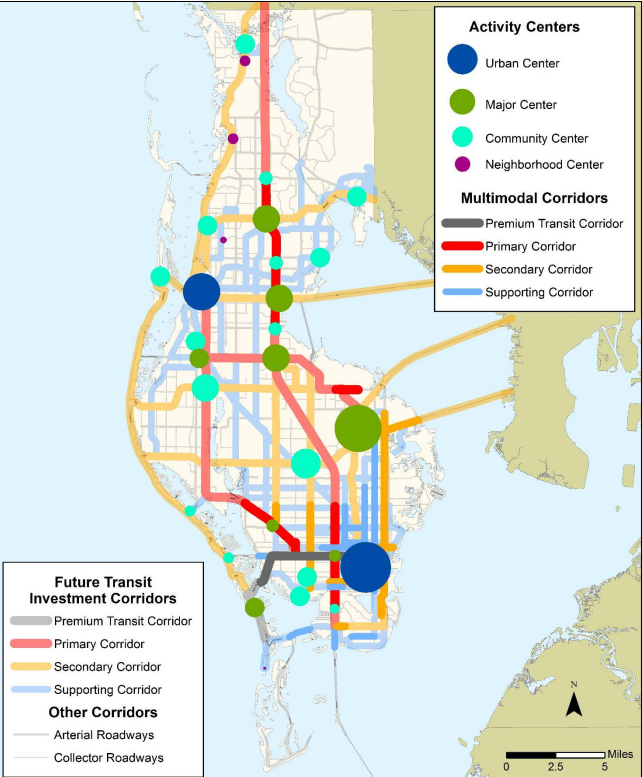 Activity Centers
Urban Center
Major Center
Community Center
Neighborhood Center
Multimodal Corridors
Premium Transit Corridor
Primary Corridor
Secondary Corridor
Supporting Corridor
Future Transit
Investment Corridors
Premium Transit Corridor
Primary Corridor
Secondary Corridor
Supporting Corridor
Other Corridors
Arterial Roadways
Collector Roadways
N
Miles
0 2.5 5